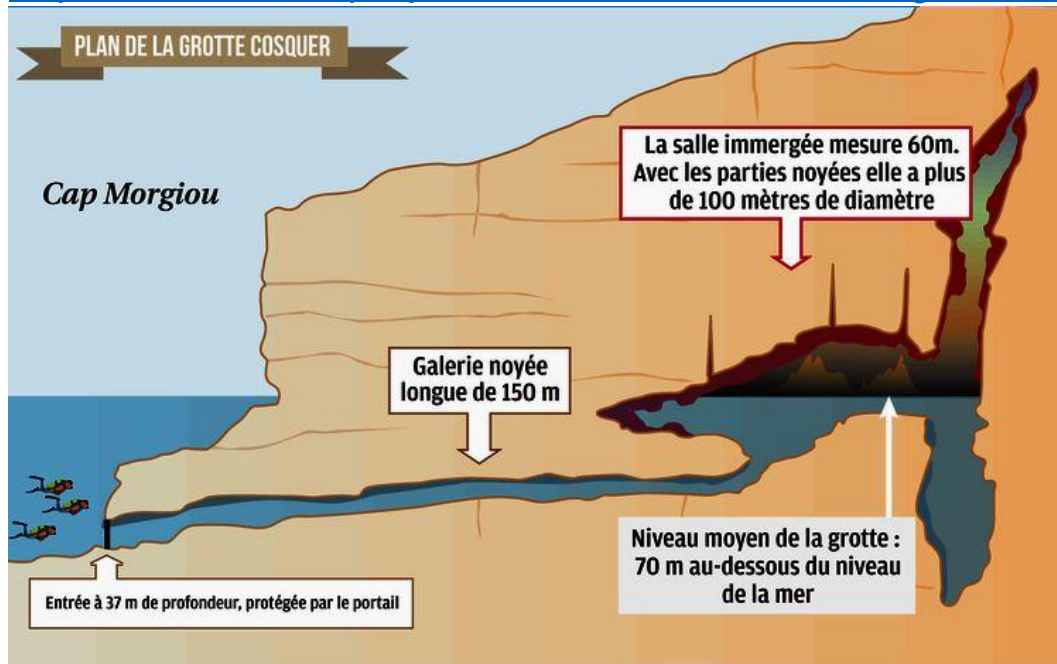 PLAN DE LA GROTTE COSQUER
Cap Morgiou
La salle immergée mesure 60m.
Avec les parties noyées elle a plus
de 100 mètres de diamètre
Galerie noyée
longue de 150 m
Niveau moyen de la grotte :
70 m au-dessous du niveau
de la mer
Entrée à 37 m de profondeur, protégée par le portail